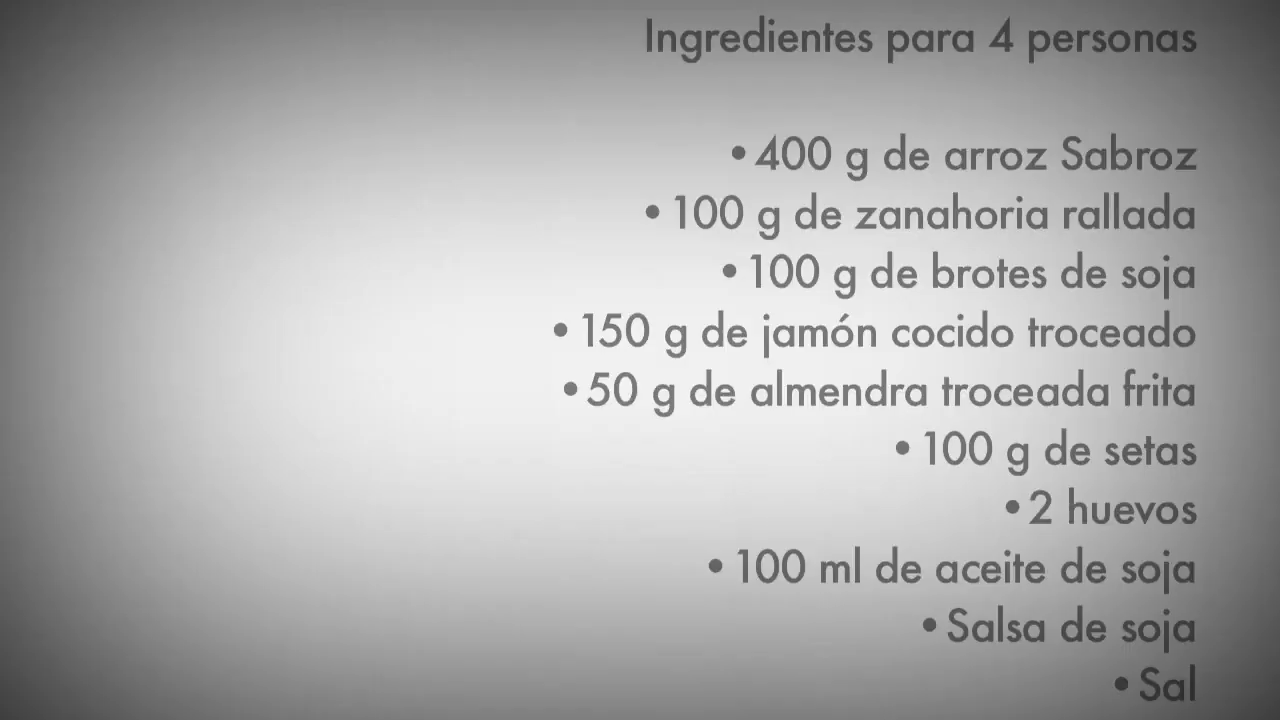 Ingredientes para 4 personas
•400 g de arroz Sabroz
•100 g de zanahoria rallada
•100 g de brotes de soja
•150 g de jamón cocido troceado
•50 g de almendra troceada frita
•100 g de setas
•2 huevos
•100 ml de aceite de soja
•Salsa de soja
•Sal